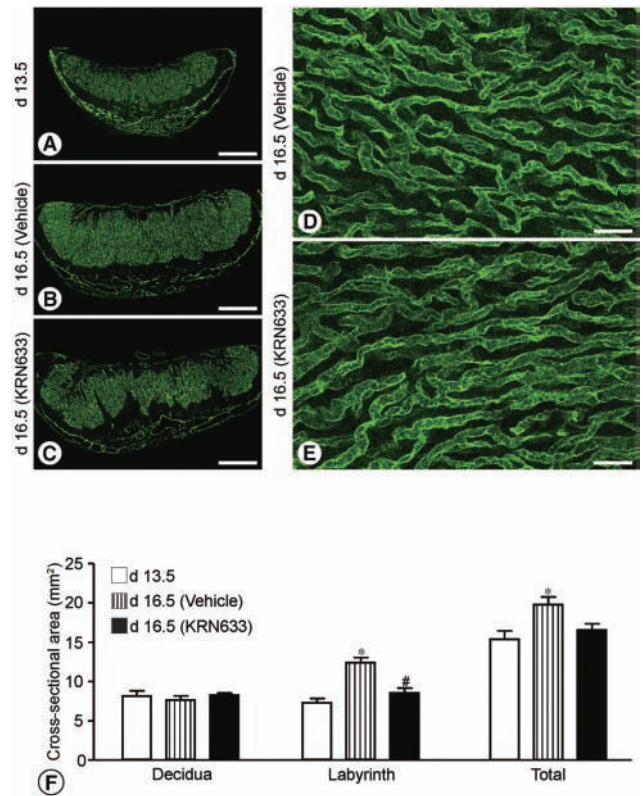 d 13.5
A
d 16.5 (Vehicle)
B
d 16.5 (KRN633)
C
d 16.5 (Vehicle)
D
d 16.5 (KRN633)
E
Cross-sectional area (mm²)
25
20
15
10
5
0
d 13.5
d 16.5 (Vehicle)
d 16.5 (KRN633)
*
#
*
Decidua Labyrinth Total
F